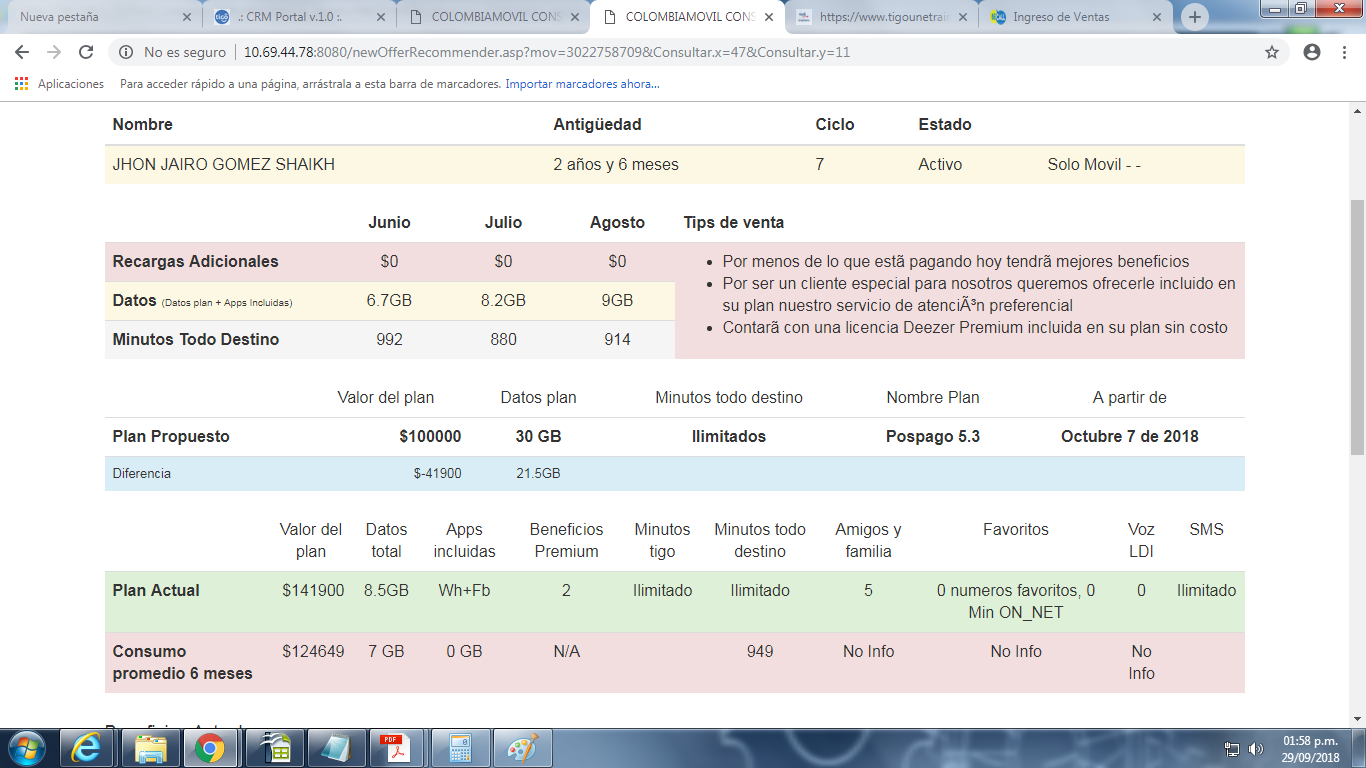 Nueva pestaña
tigo
.: CRM Portal v.1.0 :.
COLOMBIAMOVIL CONS
COLOMBIAMOVIL CONS
https://www.tigounetrai
Ingreso de Ventas
No es seguro
10.69.44.78:8080/newOfferRecommender.asp?mov=3022758709&Consultar.x=47&Consultar.y=11
Aplicaciones
Para acceder rápido a una página, arrástrala a esta barra de marcadores. Importar marcadores ahora...
Nombre Antigüedad Ciclo Estado
JHON JAIRO GOMEZ SHAIKH 2 años y 6 meses 7 Activo Solo Movil - -
Junio Julio Agosto Tips de venta
Recargas Adicionales $0 $0 $0
Datos (Datos plan + Apps Incluidas) 6.7GB 8.2GB 9GB
Minutos Todo Destino 992 880 914
Por menos de lo que estã pagando hoy tendrã mejores beneficios
Por ser un cliente especial para nosotros queremos ofrecerle incluido en
su plan nuestro servicio de atenciÃ³n preferencial
Contarã con una licencia Deezer Premium incluida en su plan sin costo
Valor del plan Datos plan Minutos todo destino Nombre Plan A partir de
Plan Propuesto $100000 30 GB Ilimitados Pospago 5.3 Octubre 7 de 2018
Diferencia $-41900 21.5GB
Valor del plan
Datos total
Apps incluidas
Beneficios Premium
Minutos tigo
Minutos todo destino
Amigos y familia
Favoritos
Voz LDI
SMS
Plan Actual $141900 8.5GB Wh+Fb 2 Ilimitado Ilimitado 5 0 numeros favoritos, 0 Min ON_NET 0 Ilimitado
Consumo promedio 6 meses $124649 7 GB 0 GB N/A 949 No Info No Info No Info
PDF
01:58 p.m.
29/09/2018